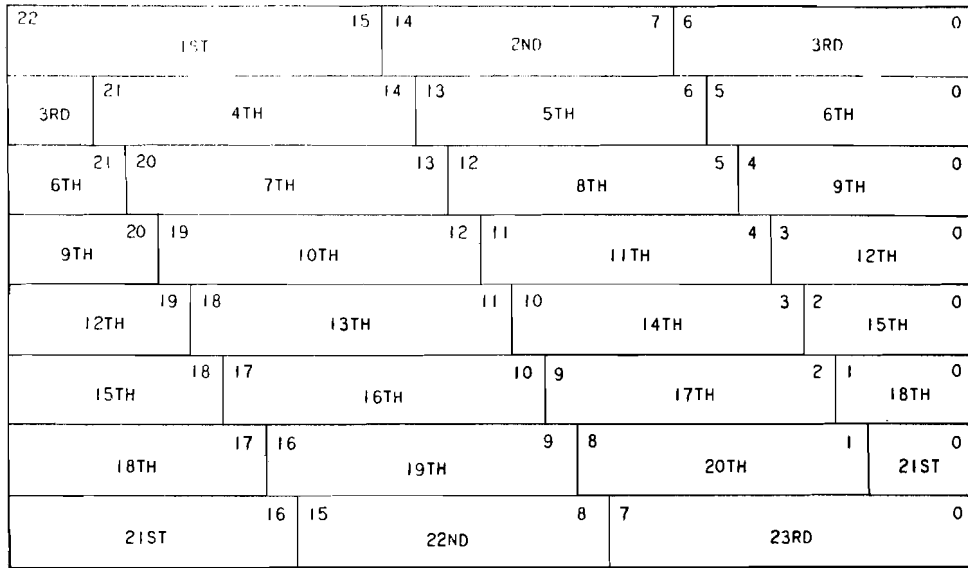 22 15 14 7 6 0
1ST 2ND 3RD
21 14 13 6 5 0
3RD 4TH 5TH 6TH
21 20 13 12 5 4 0
6TH 7TH 8TH 9TH
20 19 12 11 4 3 0
9TH 10TH 11TH 12TH
19 18 11 10 3 2 0
12TH 13TH 14TH 15TH
18 17 10 9 2 1 0
15TH 16TH 17TH 18TH
17 16 9 8 1 0
18TH 19TH 20TH 21ST
16 15 8 7 0
21ST 22ND 23RD